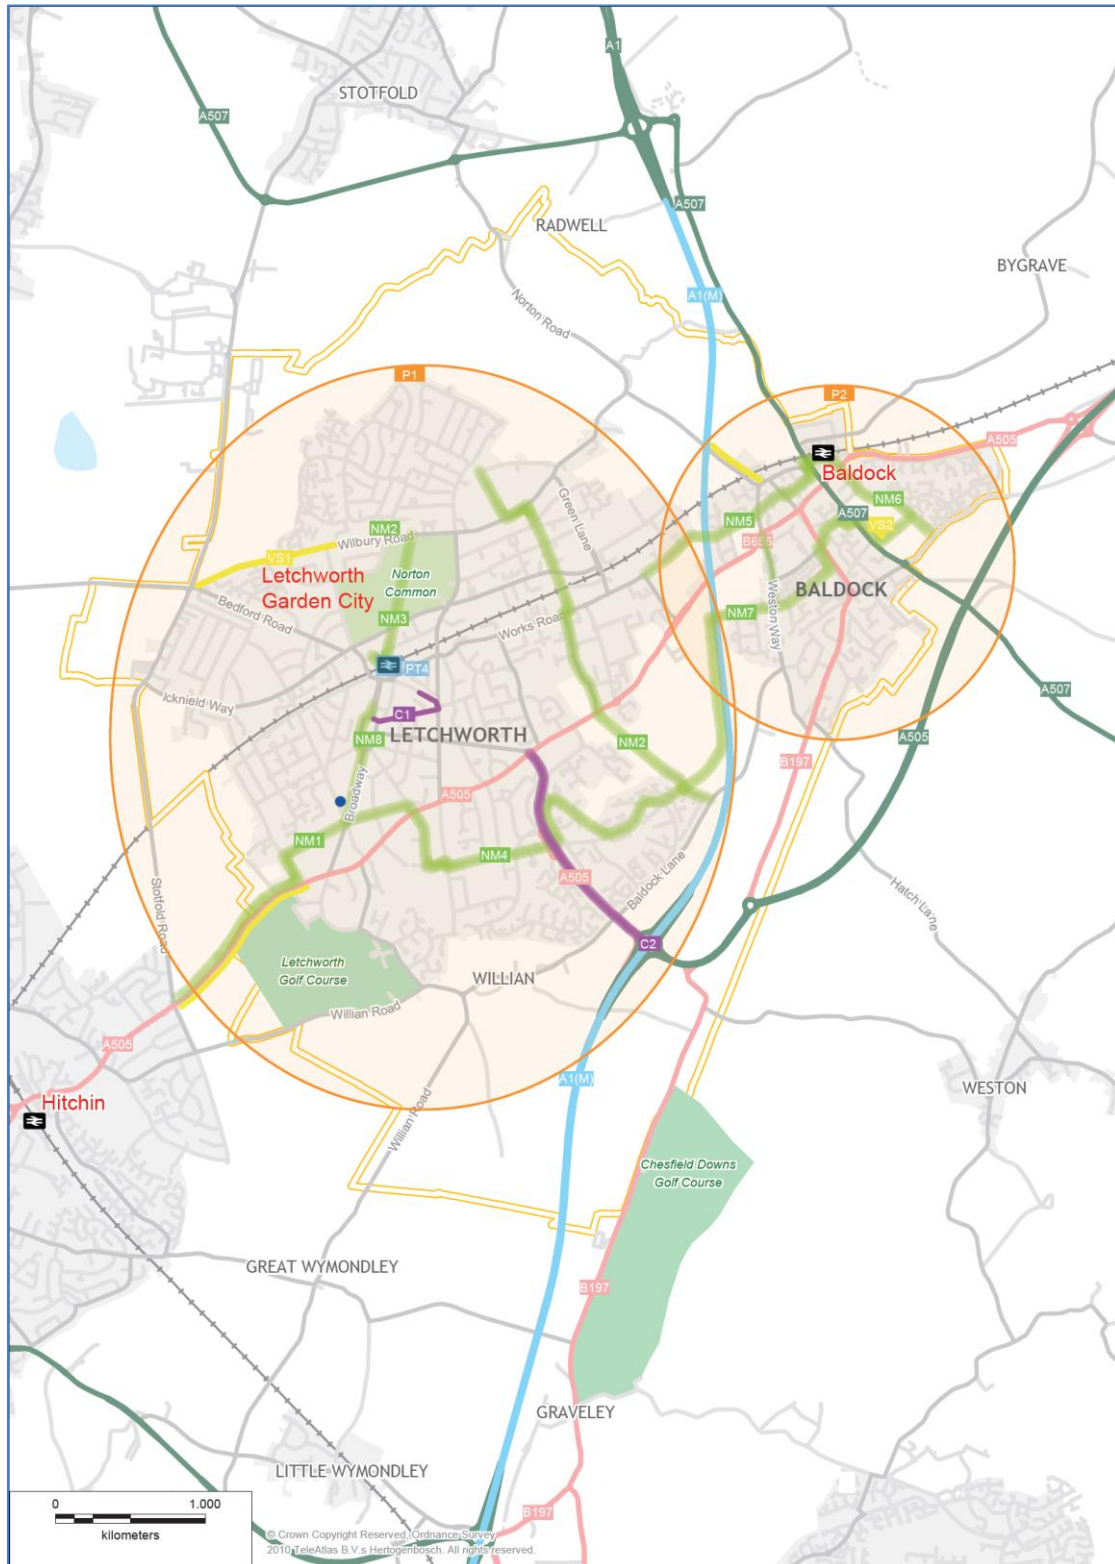 A1
STOTFOLD
A507
A507
RADWELL
BYGRAVE
A1(M)
Norton Road
P1
P2
A505
Baldock
NM6
Green Lane
NM5
A507
VS2
NM2
Wilbury Road
B656
VS1
Letchworth
Garden City
Norton
Common
BALDOCK
Weston Way
Bedford Road
NM3
Works Road
NM7
PT4
Icknield Way
A507
C1
NM8
LETCHWORTH
NM2
A505
B197
Broadway
A505
NM1
NM4
A505
Baldock Lane
Stotfold Road
Hatch Lane
C2
Letchworth
Golf Course
WILLIAN
Willian Road
A505
A1(M)
Hitchin
WESTON
Willian Road
Chesfield Downs
Golf Course
GREAT WYMONDLEY
B197
GRAVELEY
LITTLE WYMONDLEY
0
1.000
kilometers
B197
© Crown Copyright Reserved, Ordnance Survey
2010 TeleAtlas B.V.s Hertogenbosch. All rights reserved.